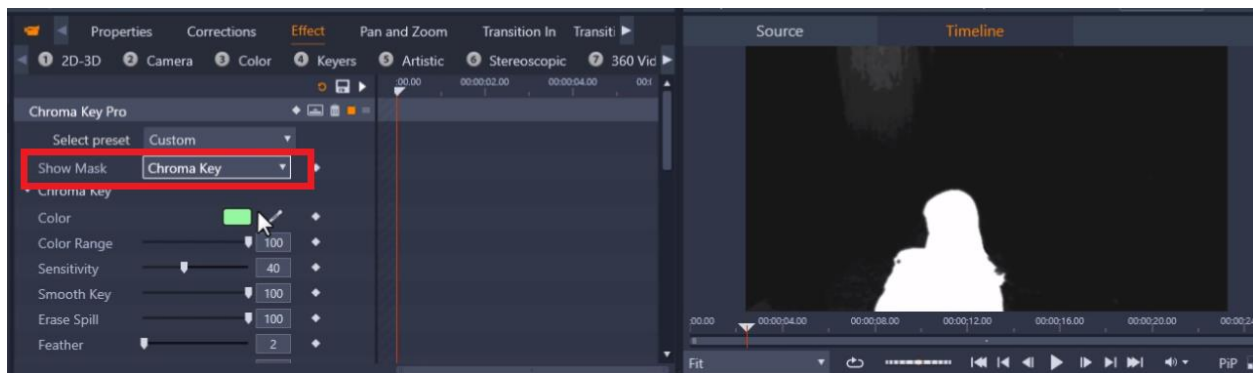 Properties Corrections Effect Pan and Zoom Transition In Transiti
Source Timeline
1 2D-3D 2 Camera 3 Color 4 Keyers 5 Artistic 6 Stereoscopic 7 360 Vid
:00.00 00:00:02.00 00:00:04.00 00:(
Chroma Key Pro
Select preset Custom
Show Mask Chroma Key
Chroma Key
Color
Color Range 100
Sensitivity 40
Smooth Key 100
Erase Spill 100
Feather 2
:00.00 00:00:04.00 00:00:08.00 00:00:12.00 00:00:16.00 00:00:20.00 00:00:24
Fit PiP